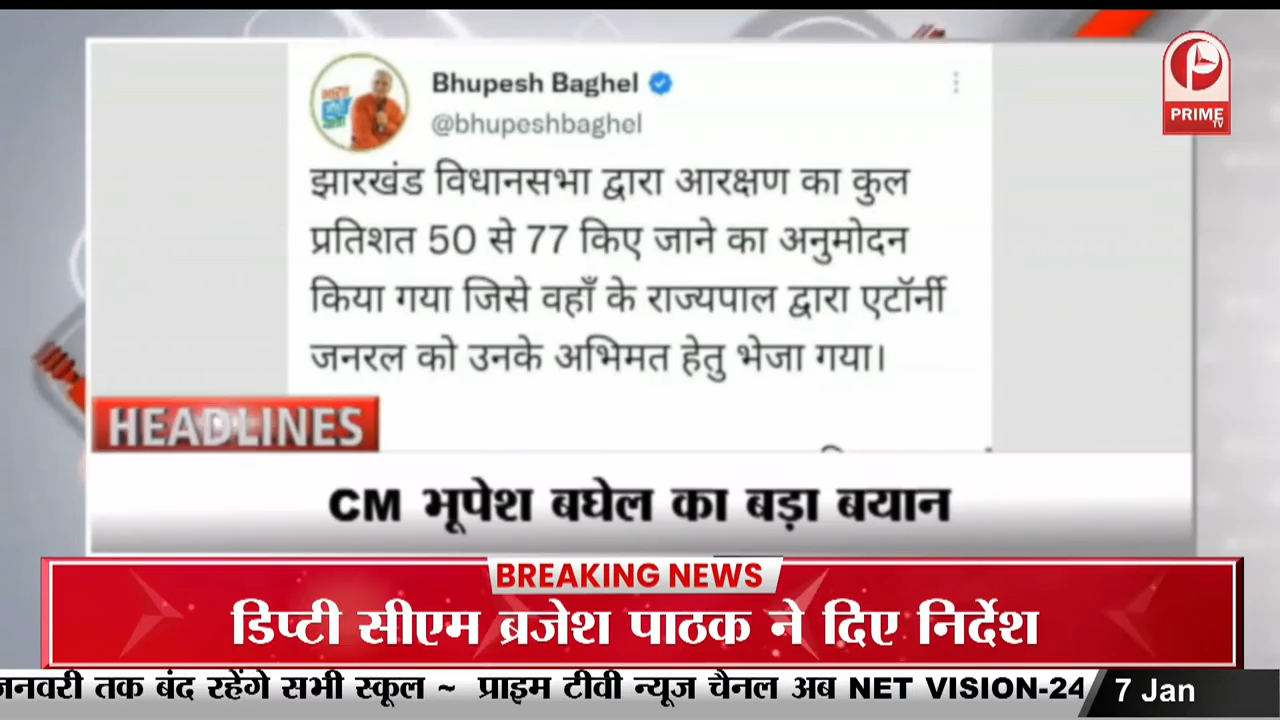 Bhupesh Baghel
@bhupeshbaghel
झारखंड विधानसभा द्वारा आरक्षण का कुल
प्रतिशत 50 से 77 किए जाने का अनुमोदन
किया गया जिसे वहाँ के राज्यपाल द्वारा एटॉर्नी
जनरल को उनके अभिमत हेतु भेजा गया।
PRIME
TV
HEADLINES
CM भूपेश बघेल का बड़ा बयान
BREAKING NEWS
डिप्टी सीएम ब्रजेश पाठक ने दिए निर्देश
जनवरी तक बंद रहेंगे सभी स्कूल ~ प्राइम टीवी न्यूज चैनल अब NET VISION-24
7 Jan